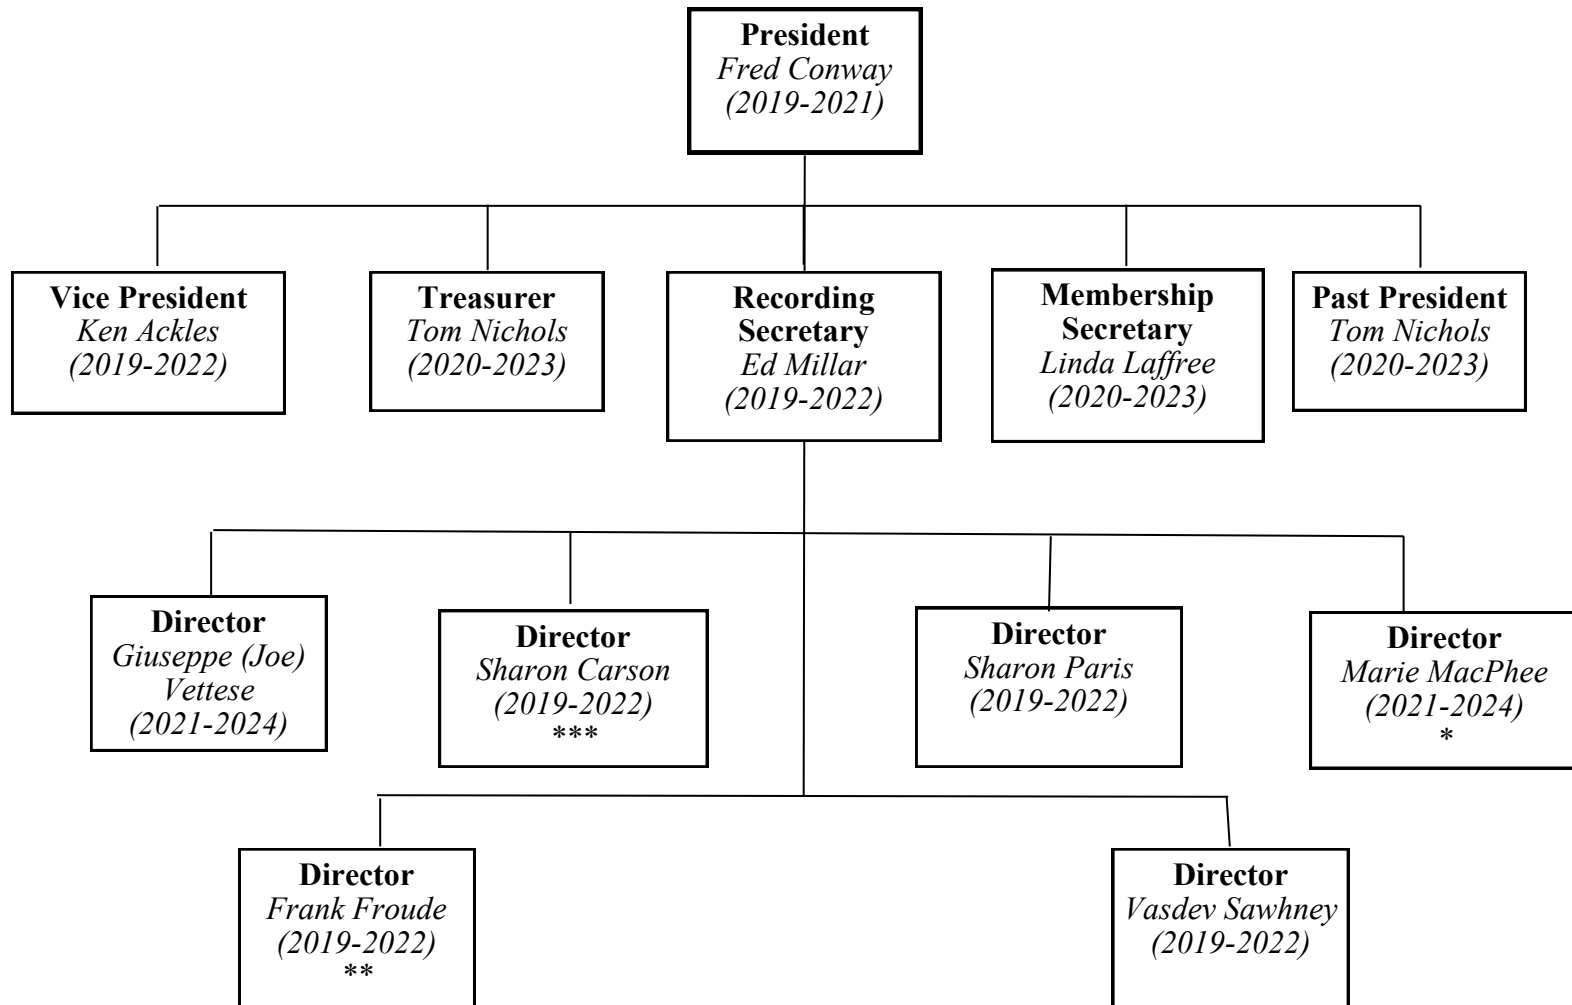 President
Fred Conway
(2019-2021)
Vice President
Ken Ackles
(2019-2022)
Treasurer
Tom Nichols
(2020-2023)
Recording
Secretary
Ed Millar
(2019-2022)
Membership
Secretary
Linda Laffree
(2020-2023)
Past President
Tom Nichols
(2020-2023)
Director
Giuseppe (Joe)
Vettese
(2021-2024)
Director
Sharon Carson
(2019-2022)
***
Director
Sharon Paris
(2019-2022)
Director
Marie MacPhee
(2021-2024)
*
Director
Frank Froude
(2019-2022)
**
Director
Vasdev Sawhney
(2019-2022)